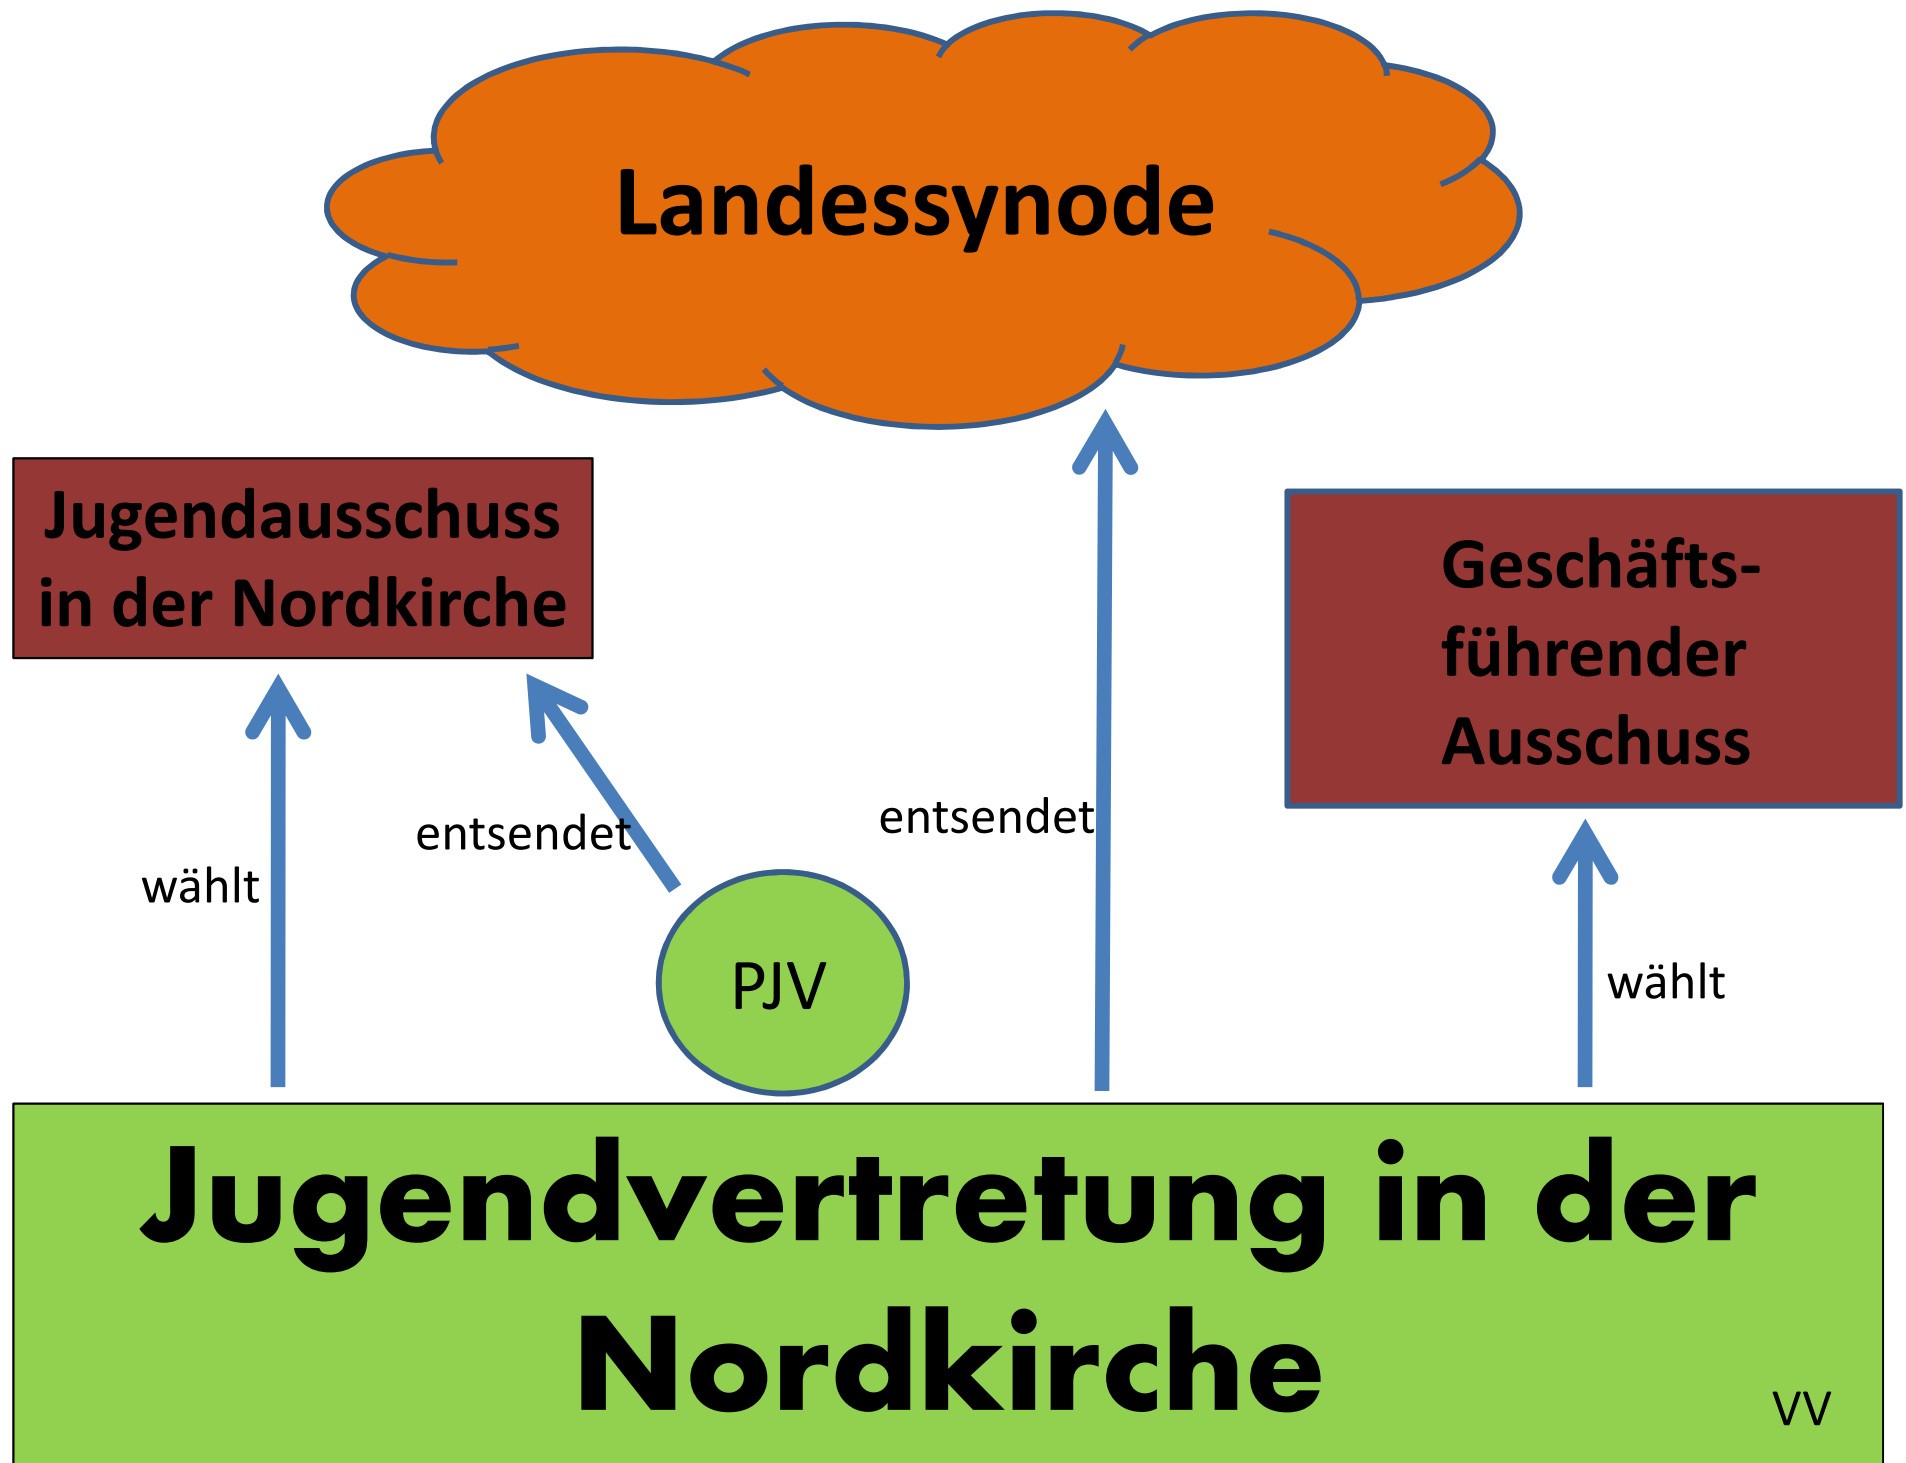 Landessynode
Jugendausschuss
in der Nordkirche
Geschäfts-
führender
Ausschuss
entsendet
entsendet
wählt
PJV
wählt
Jugendvertretung in der
Nordkirche
VV